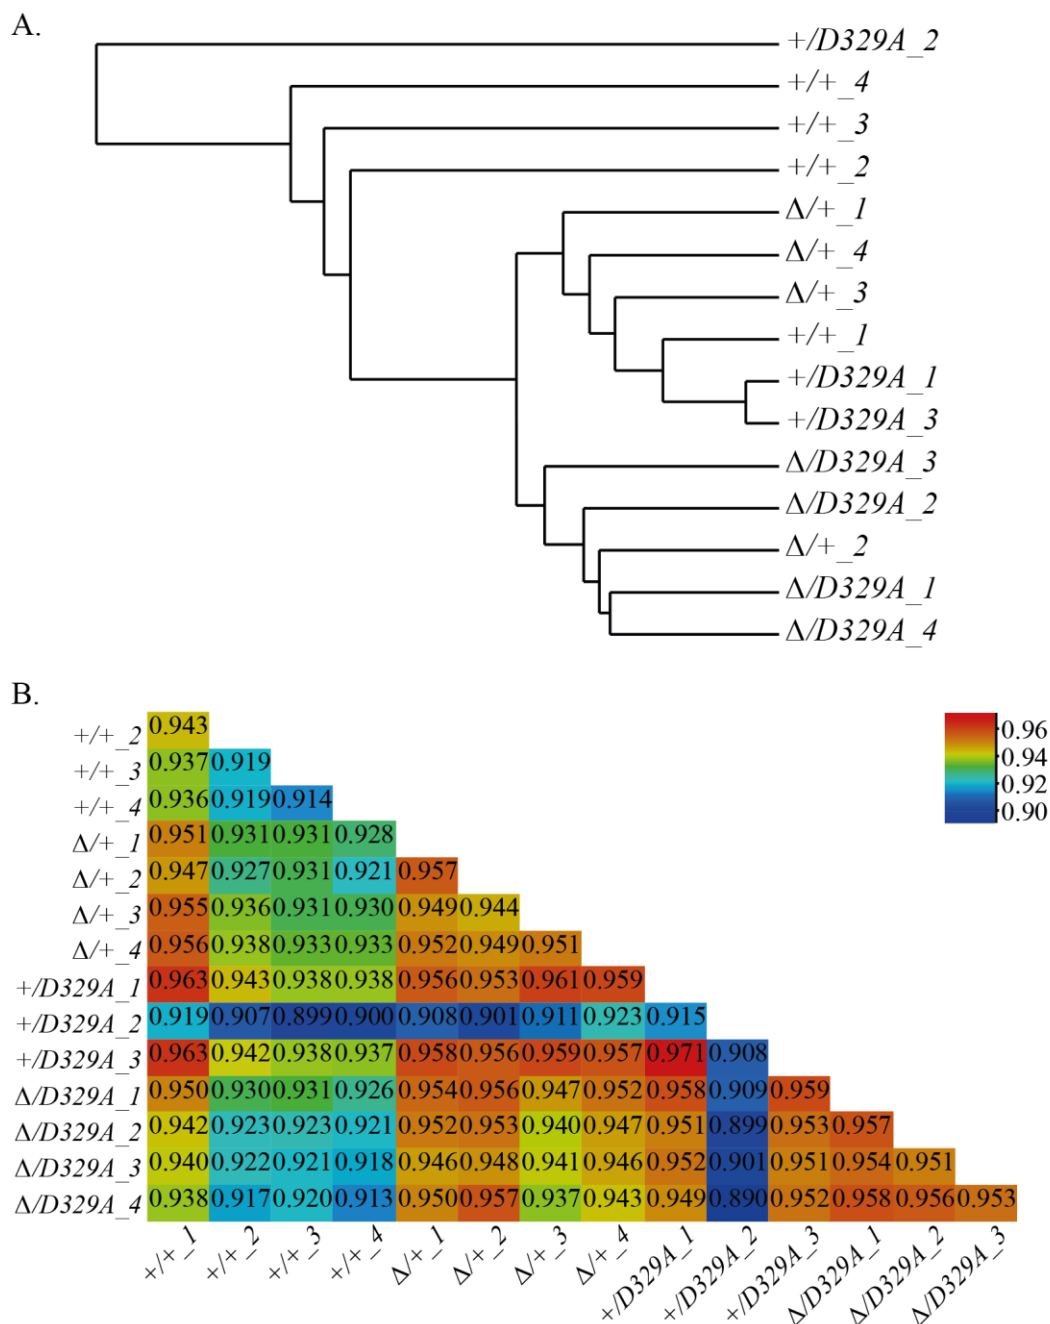 A.
+/D329A_2
+/+_4
+/+_3
+/+_2
Δ/+_1
Δ/+_4
Δ/+_3
+/+_1
+/D329A_1
+/D329A_3
Δ/D329A_3
Δ/D329A_2
Δ/+_2
Δ/D329A_1
Δ/D329A_4
B.
+/+_2 0.943
+/+_3 0.937 0.919
+/+_4 0.936 0.919 0.914
Δ/+_1 0.951 0.931 0.931 0.928
Δ/+_2 0.947 0.927 0.931 0.921 0.957
Δ/+_3 0.955 0.936 0.931 0.930 0.949 0.944
Δ/+_4 0.956 0.938 0.933 0.933 0.952 0.949 0.951
+/D329A_1 0.963 0.943 0.938 0.938 0.956 0.953 0.961 0.959
+/D329A_2 0.919 0.907 0.899 0.900 0.908 0.901 0.911 0.923 0.915
+/D329A_3 0.963 0.942 0.938 0.937 0.958 0.956 0.959 0.957 0.971 0.908
Δ/D329A_1 0.950 0.930 0.931 0.926 0.954 0.956 0.947 0.952 0.958 0.909 0.959
Δ/D329A_2 0.942 0.923 0.923 0.921 0.952 0.953 0.940 0.947 0.951 0.899 0.953 0.957
Δ/D329A_3 0.940 0.922 0.921 0.918 0.946 0.948 0.941 0.946 0.952 0.901 0.951 0.954 0.951
Δ/D329A_4 0.938 0.917 0.920 0.913 0.950 0.957 0.937 0.943 0.949 0.890 0.952 0.958 0.956 0.953
+/+_1 +/+_2 +/+_3 +/+_4 Δ/+_1 Δ/+_2 Δ/+_3 Δ/+_4 +/D329A_1 +/D329A_2 +/D329A_3 Δ/D329A_1 Δ/D329A_2 Δ/D329A_3
0.96
0.94
0.92
0.90